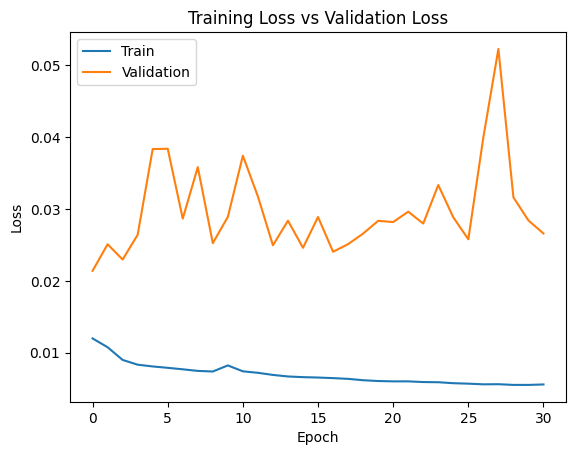 Training Loss vs Validation Loss
Train
Validation
0.05
0.04
0.03
0.02
0.01
Loss
0 5 10 15 20 25 30
Epoch